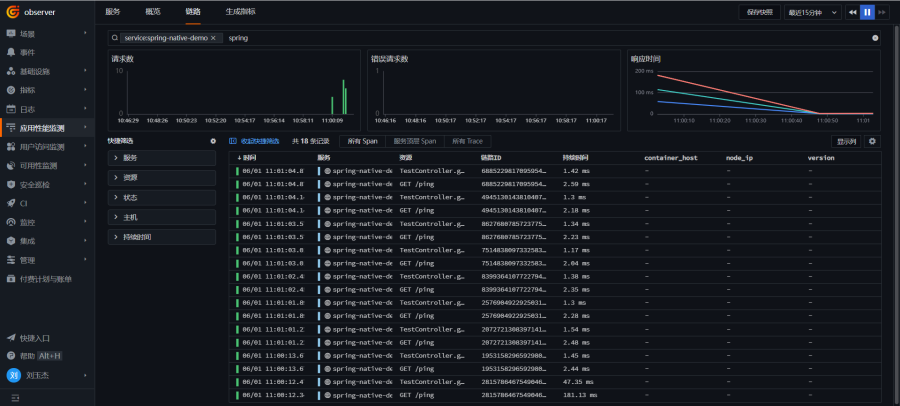 observer
服务 概览 链路 生成指标
保存快照 最近15分钟
场景
事件
基础设施
指标
日志
应用性能监测
用户访问监测
可用性监测
安全巡检
CI
监控
集成
管理
付费计划与账单
快捷入口
帮助 Alt+H
刘玉杰
service:spring-native-demo × spring
请求数
10
0
10:46:29 10:48:26 10:50:23 10:52:20 10:54:17 10:56:14 10:58:11 11:00:09
错误请求数
1
0
10:46:29 10:48:26 10:50:23 10:52:20 10:54:17 10:56:14 10:58:11 11:00:17
响应时间
200 ms
100 ms
0
11:00:10 11:00:20 11:00:30 11:00:40 11:00:50 11:01
快捷筛选
服务
资源
状态
主机
持续时间
收起快捷筛选 共 18 条记录 所有 Span 服务顶层 Span 所有 Trace 显示列
时间 服务 资源 链路ID 持续时间 container_host node_ip version
06/01 11:01:04.8 spring-native-de TestController.g… 6885229817095954… 1.42 ms - - -
06/01 11:01:04.8 spring-native-de GET /ping 6885229817095954… 2.59 ms - - -
06/01 11:01:04.1 spring-native-de TestController.g… 4945130143810407… 1.3 ms - - -
06/01 11:01:04.1 spring-native-de GET /ping 4945130143810407… 2.18 ms - - -
06/01 11:01:03.5 spring-native-de TestController.g… 8627680785723775… 1.34 ms - - -
06/01 11:01:03.5 spring-native-de GET /ping 8627680785723775… 2.23 ms - - -
06/01 11:01:03.0 spring-native-de TestController.g… 7514838097332583… 1.17 ms - - -
06/01 11:01:03.0 spring-native-de GET /ping 7514838097332583… 2.04 ms - - -
06/01 11:01:02.4 spring-native-de TestController.g… 8399364107722794… 1.38 ms - - -
06/01 11:01:02.4 spring-native-de GET /ping 8399364107722794… 2.35 ms - - -
06/01 11:01:01.8 spring-native-de TestController.g… 2576904922925031… 1.3 ms - - -
06/01 11:01:01.8 spring-native-de GET /ping 2576904922925031… 2.28 ms - - -
06/01 11:01:01.2 spring-native-de TestController.g… 2072721308397141… 1.54 ms - - -
06/01 11:01:01.2 spring-native-de GET /ping 2072721308397141… 2.48 ms - - -
06/01 11:00:13.6 spring-native-de TestController.g… 1953158296592980… 1.45 ms - - -
06/01 11:00:13.6 spring-native-de GET /ping 1953158296592980… 2.44 ms - - -
06/01 11:00:12.4 spring-native-de TestController.g… 2815786467549046… 47.35 ms - - -
06/01 11:00:12.3 spring-native-de GET /ping 2815786467549046… 181.13 ms - - -